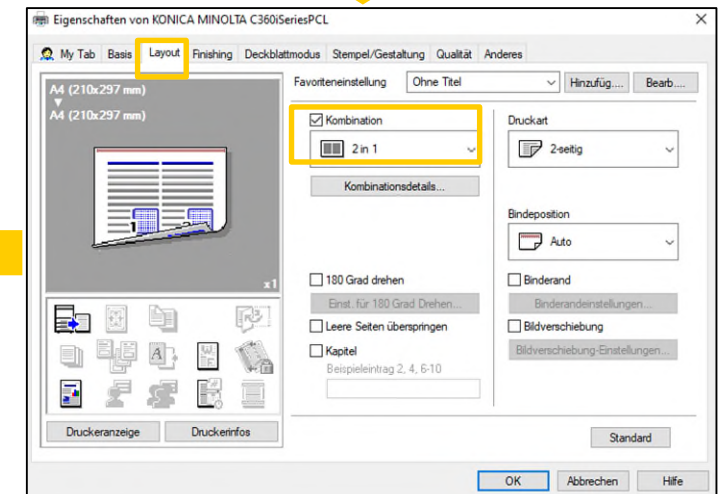 Eigenschaften von KONICA MINOLTA C360iSeriesPCL
My Tab Basis Layout Finishing Deckblattmodus Stempel/Gestaltung Qualität Anderes
A4 (210x297 mm)
A4 (210x297 mm)
1 2
x1
Druckeranzeige Druckerinfos
Favoriteneinstellung Ohne Titel Hinzufüg.... Bearb....
Kombination
2 in 1
Kombinationsdetails...
180 Grad drehen
Einst. für 180 Grad Drehen...
Leere Seiten überspringen
Kapitel
Beispieleintrag 2, 4, 6-10
Druckart
2-seitig
Bindeposition
Auto
Binderand
Binderandeinstellungen...
Bildverschiebung
Bildverschiebung-Einstellungen...
Standard
OK Abbrechen Hilfe